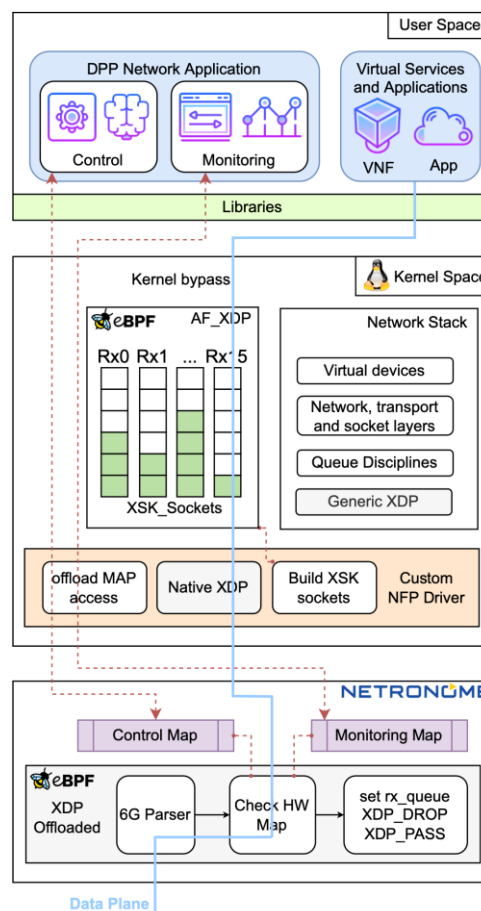 User Space
DPP Network Application
Control
Monitoring
Virtual Services
and Applications
VNF
App
Libraries
Kernel Space
Kernel bypass
eBPF
AF_XDP
Rx0 Rx1 ... Rx15
XSK_Sockets
Network Stack
Virtual devices
Network, transport
and socket layers
Queue Disciplines
Generic XDP
offload MAP
access
Native XDP
Build XSK
sockets
Custom
NFP Driver
NETRONOME
Control Map
Monitoring Map
eBPF
XDP
Offloaded
6G Parser
Check HW
Map
set rx_queue
XDP_DROP
XDP_PASS
Data Plane